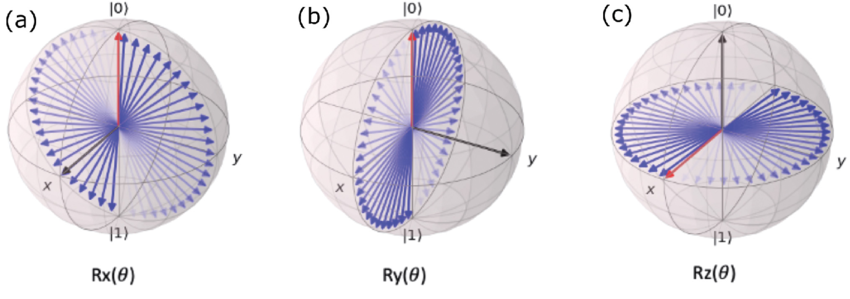 (a) |0⟩ (b) |0⟩ (c) |0⟩
x y x y x y
|1⟩ |1⟩ |1⟩
Rx(θ) Ry(θ) Rz(θ)